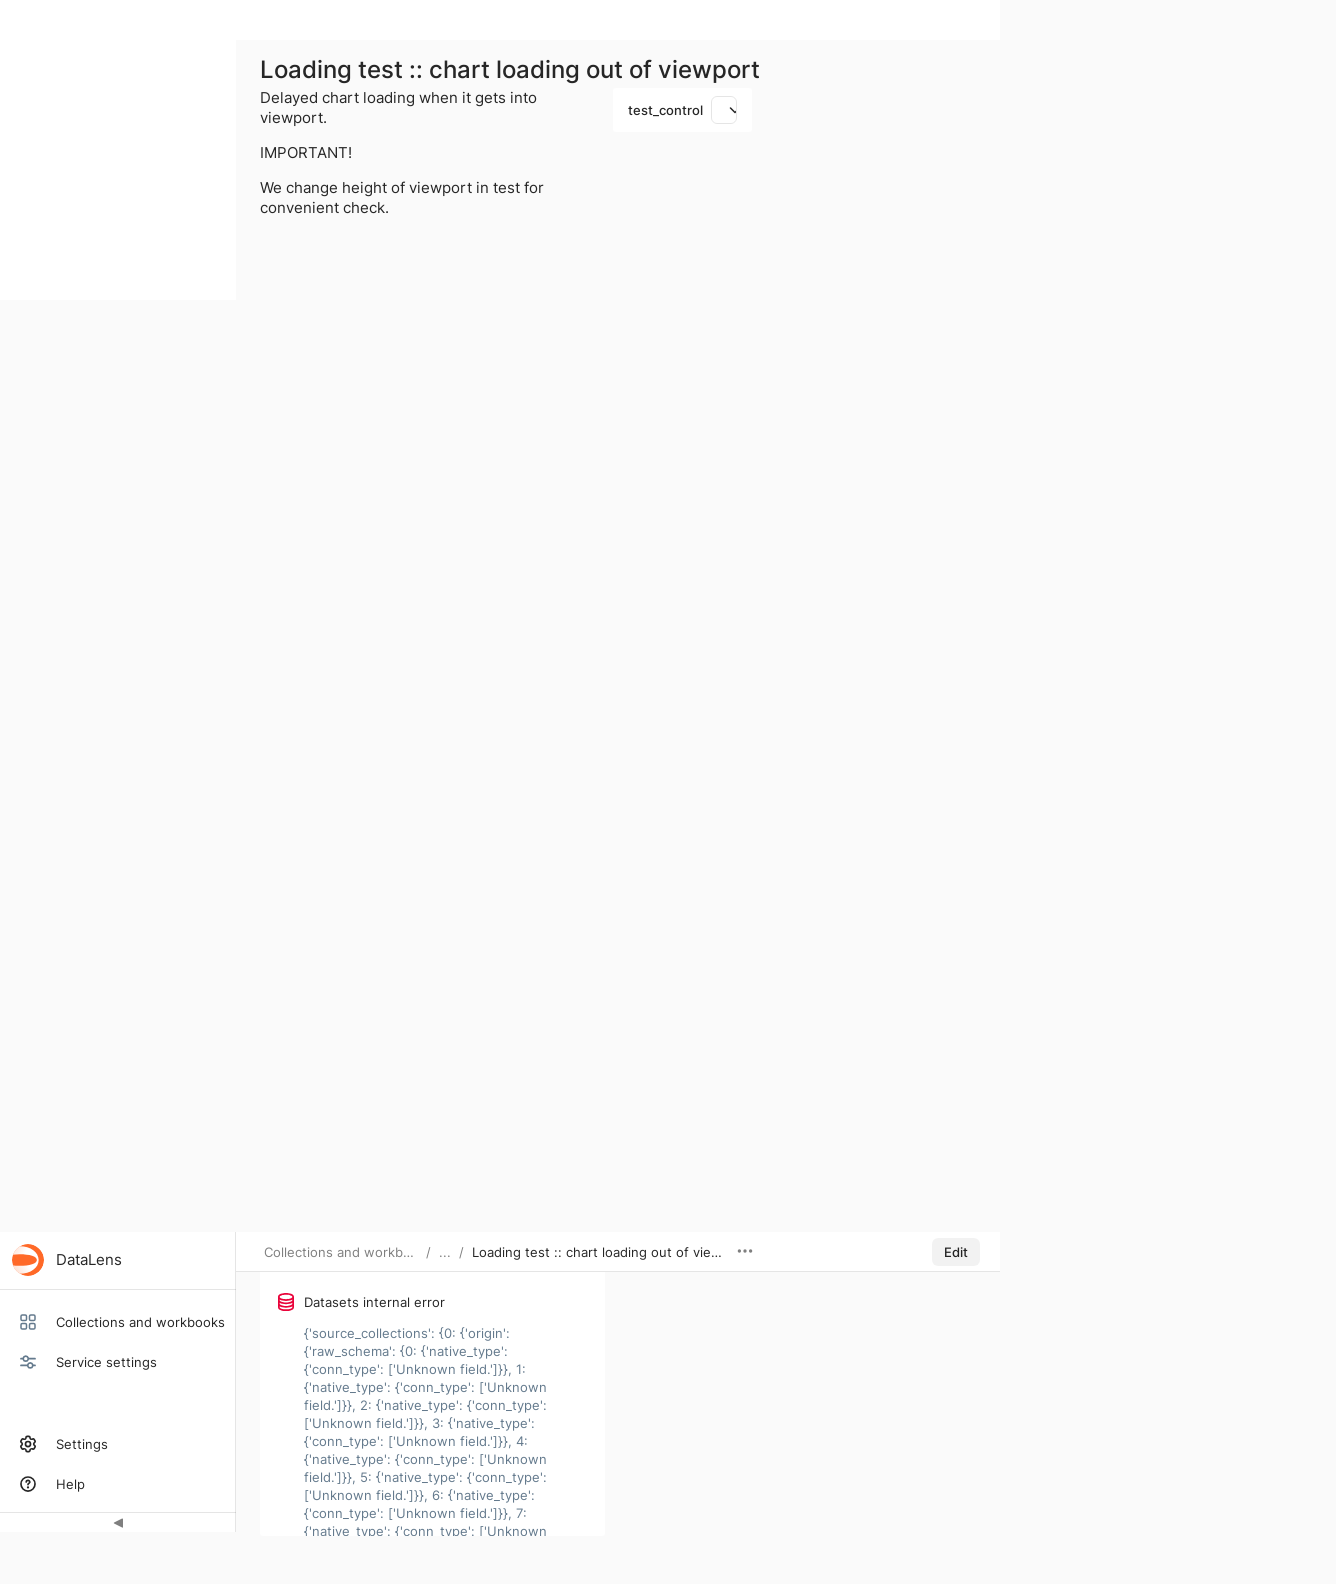 Loading test :: chart loading out of viewport
Delayed chart loading when it gets into
viewport.
IMPORTANT!
We change height of viewport in test for
convenient check.
test_control
DataLens
Collections and workbooks
Service settings
Settings
Help
Collections and workb… / ... / Loading test :: chart loading out of vie…
Edit
Datasets internal error
{'source_collections': {0: {'origin':
{'raw_schema': {0: {'native_type':
{'conn_type': ['Unknown field.']}}, 1:
{'native_type': {'conn_type': ['Unknown
field.']}}, 2: {'native_type': {'conn_type':
['Unknown field.']}}, 3: {'native_type':
{'conn_type': ['Unknown field.']}}, 4:
{'native_type': {'conn_type': ['Unknown
field.']}}, 5: {'native_type': {'conn_type':
['Unknown field.']}}, 6: {'native_type':
{'conn_type': ['Unknown field.']}}, 7:
{'native_type': {'conn_type': ['Unknown